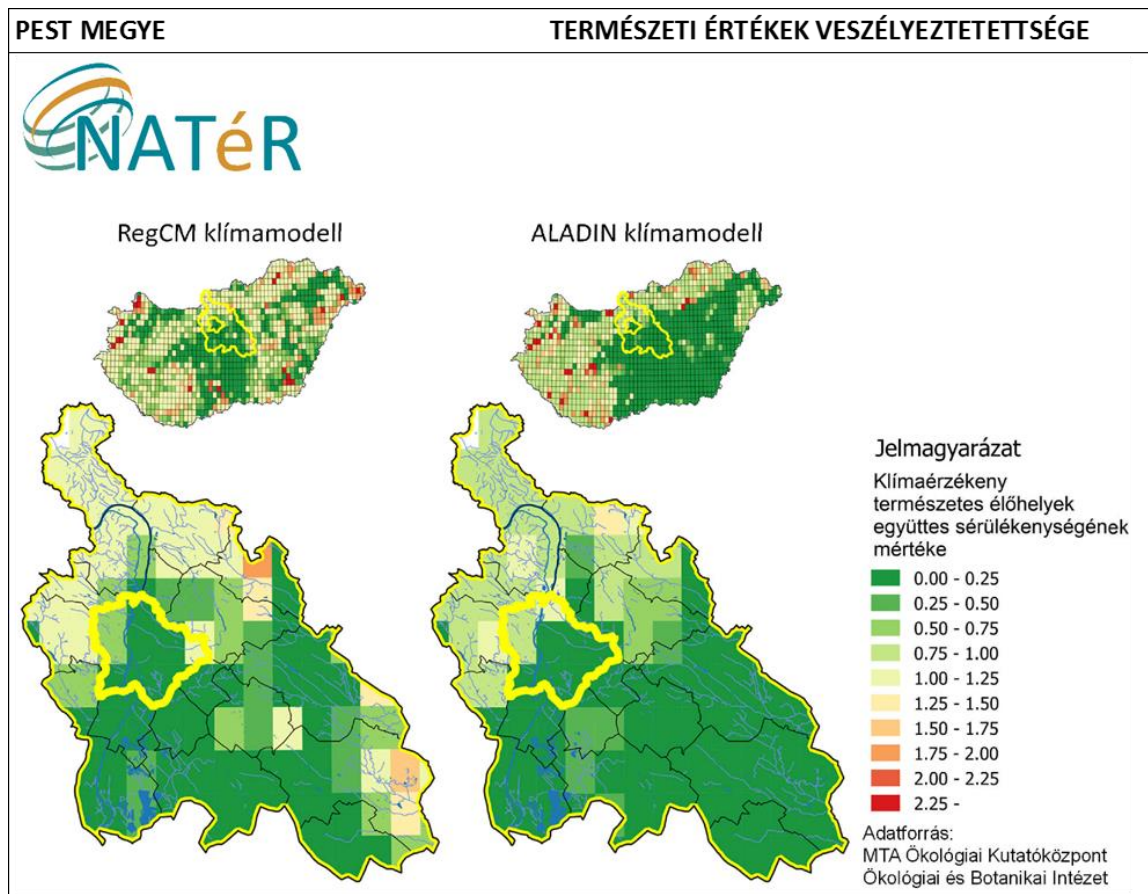 PEST MEGYE
TERMÉSZETI ÉRTÉKEK VESZÉLYEZTETETTSÉGE
NATéR
RegCM klímamodell
ALADIN klímamodell
Jelmagyarázat
Klímaérzékeny
természetes élőhelyek
együttes sérülékenységének
mértéke
0.00 - 0.25
0.25 - 0.50
0.50 - 0.75
0.75 - 1.00
1.00 - 1.25
1.25 - 1.50
1.50 - 1.75
1.75 - 2.00
2.00 - 2.25
2.25 -
Adatforrás:
MTA Ökológiai Kutatóközpont
Ökológiai és Botanikai Intézet